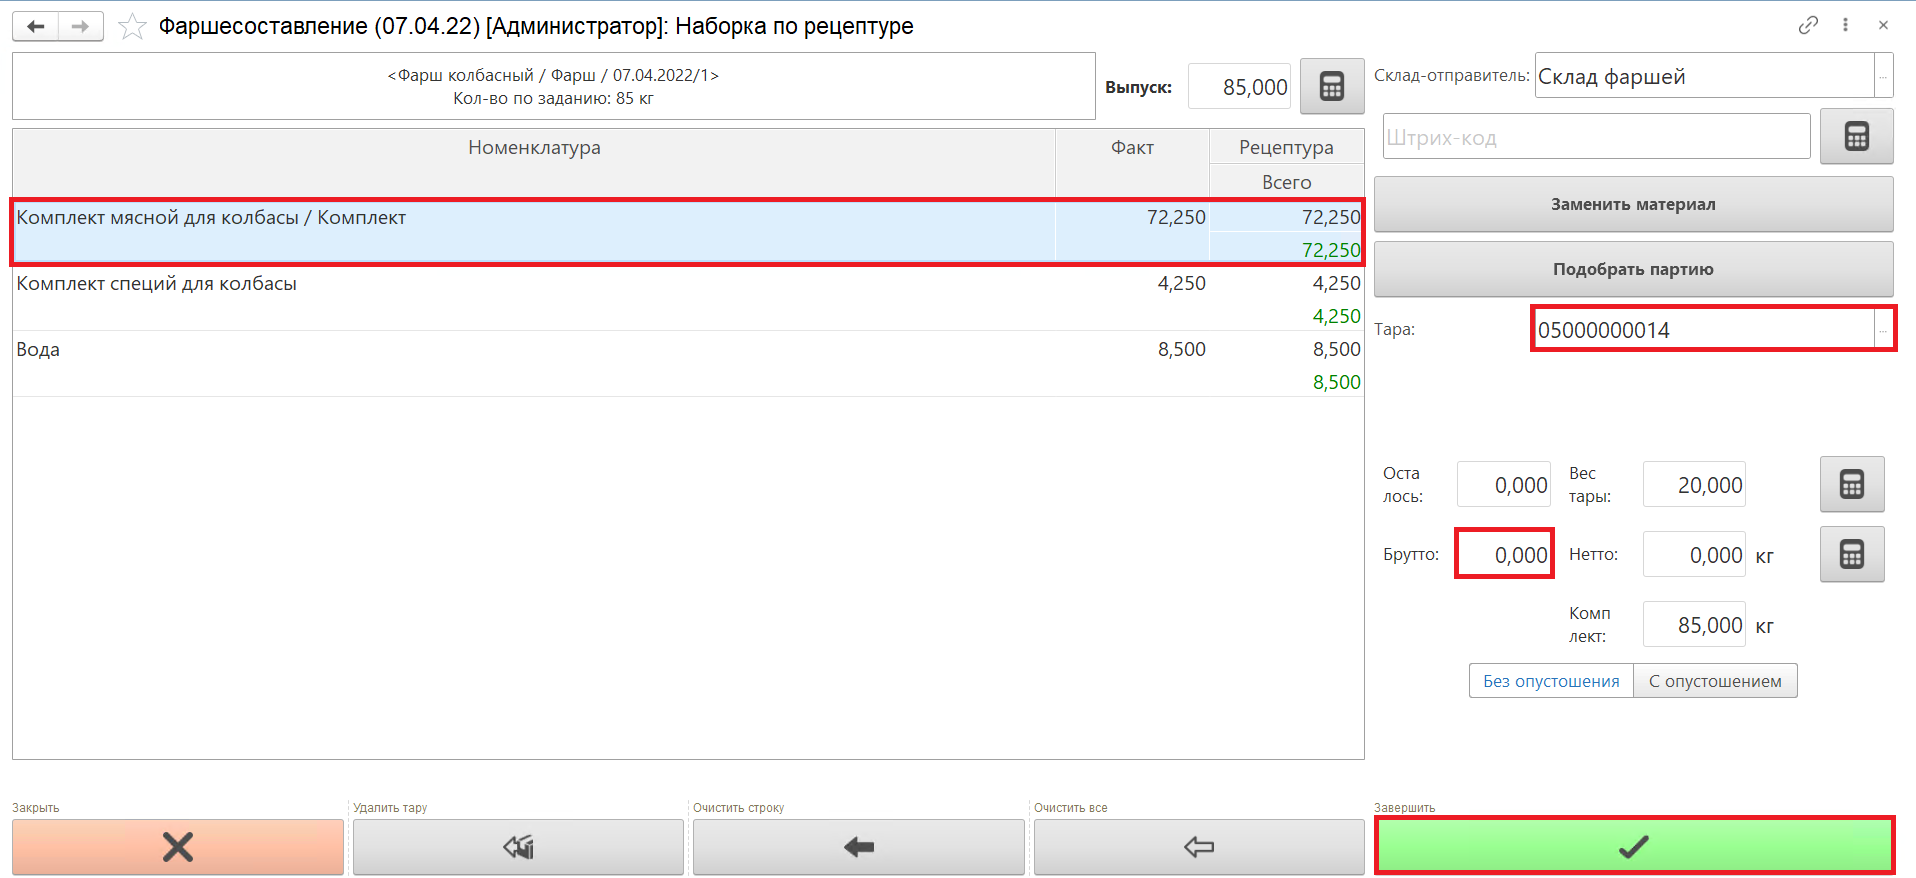 Фаршесоставление (07.04.22) [Администратор]: Наборка по рецептуре
<Фарш колбасный / Фарш / 07.04.2022/1>
Кол-во по заданию: 85 кг
Выпуск: 85,000
Склад-отправитель: Склад фаршей
Штрих-код
Номенклатура Факт Рецептура
Всего
Заменить материал
Комплект мясной для колбасы / Комплект 72,250 72,250
72,250
Подобрать партию
Комплект специй для колбасы 4,250 4,250
4,250
Тара: 05000000014
Вода 8,500 8,500
8,500
Оста
лось: 0,000
Вес
тары: 20,000
Брутто: 0,000 Нетто: 0,000 кг
Комп
лект: 85,000 кг
Без опустошения С опустошением
Закрыть Удалить тару Очистить строку Очистить все Завершить